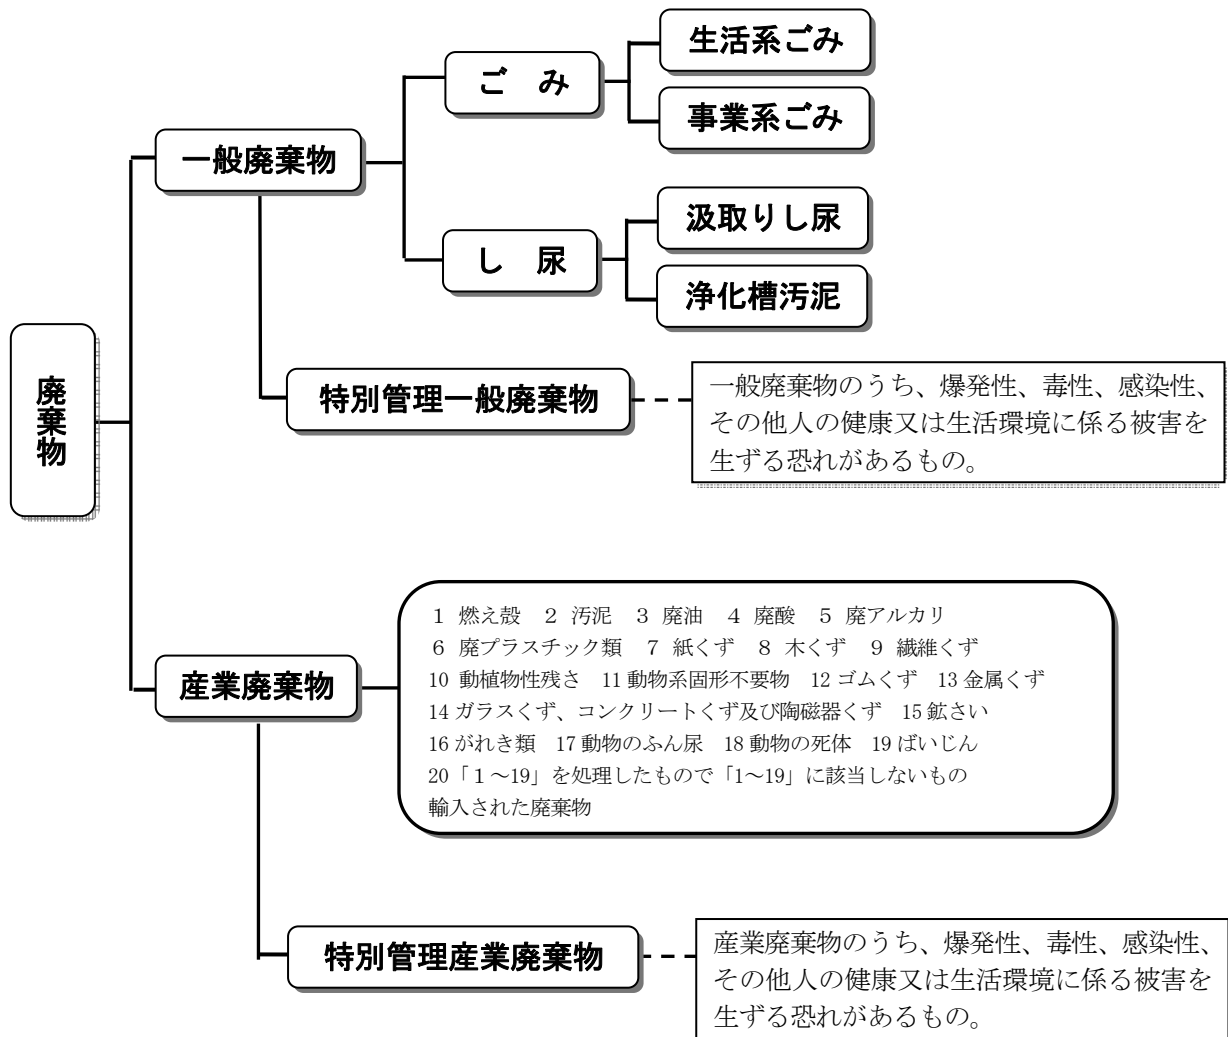 生活系ごみ
ご　み
事業系ごみ
一般廃棄物
汲取りし尿
し　尿
浄化槽汚泥
廃棄物
特別管理一般廃棄物
一般廃棄物のうち、爆発性、毒性、感染性、
その他人の健康又は生活環境に係る被害を
生ずる恐れがあるもの。
産業廃棄物
1 燃え殻　2 汚泥　3 廃油　4 廃酸　5 廃アルカリ
6 廃プラスチック類　7 紙くず　8 木くず　9 繊維くず
10 動植物性残さ　11 動物系固形不要物　12 ゴムくず　13 金属くず
14 ガラスくず、コンクリートくず及び陶磁器くず　15 鉱さい
16 がれき類　17 動物のふん尿　18 動物の死体　19 ばいじん
20「１～19」を処理したもので「1～19」に該当しないもの
輸入された廃棄物
特別管理産業廃棄物
産業廃棄物のうち、爆発性、毒性、感染性、
その他人の健康又は生活環境に係る被害を
生ずる恐れがあるもの。